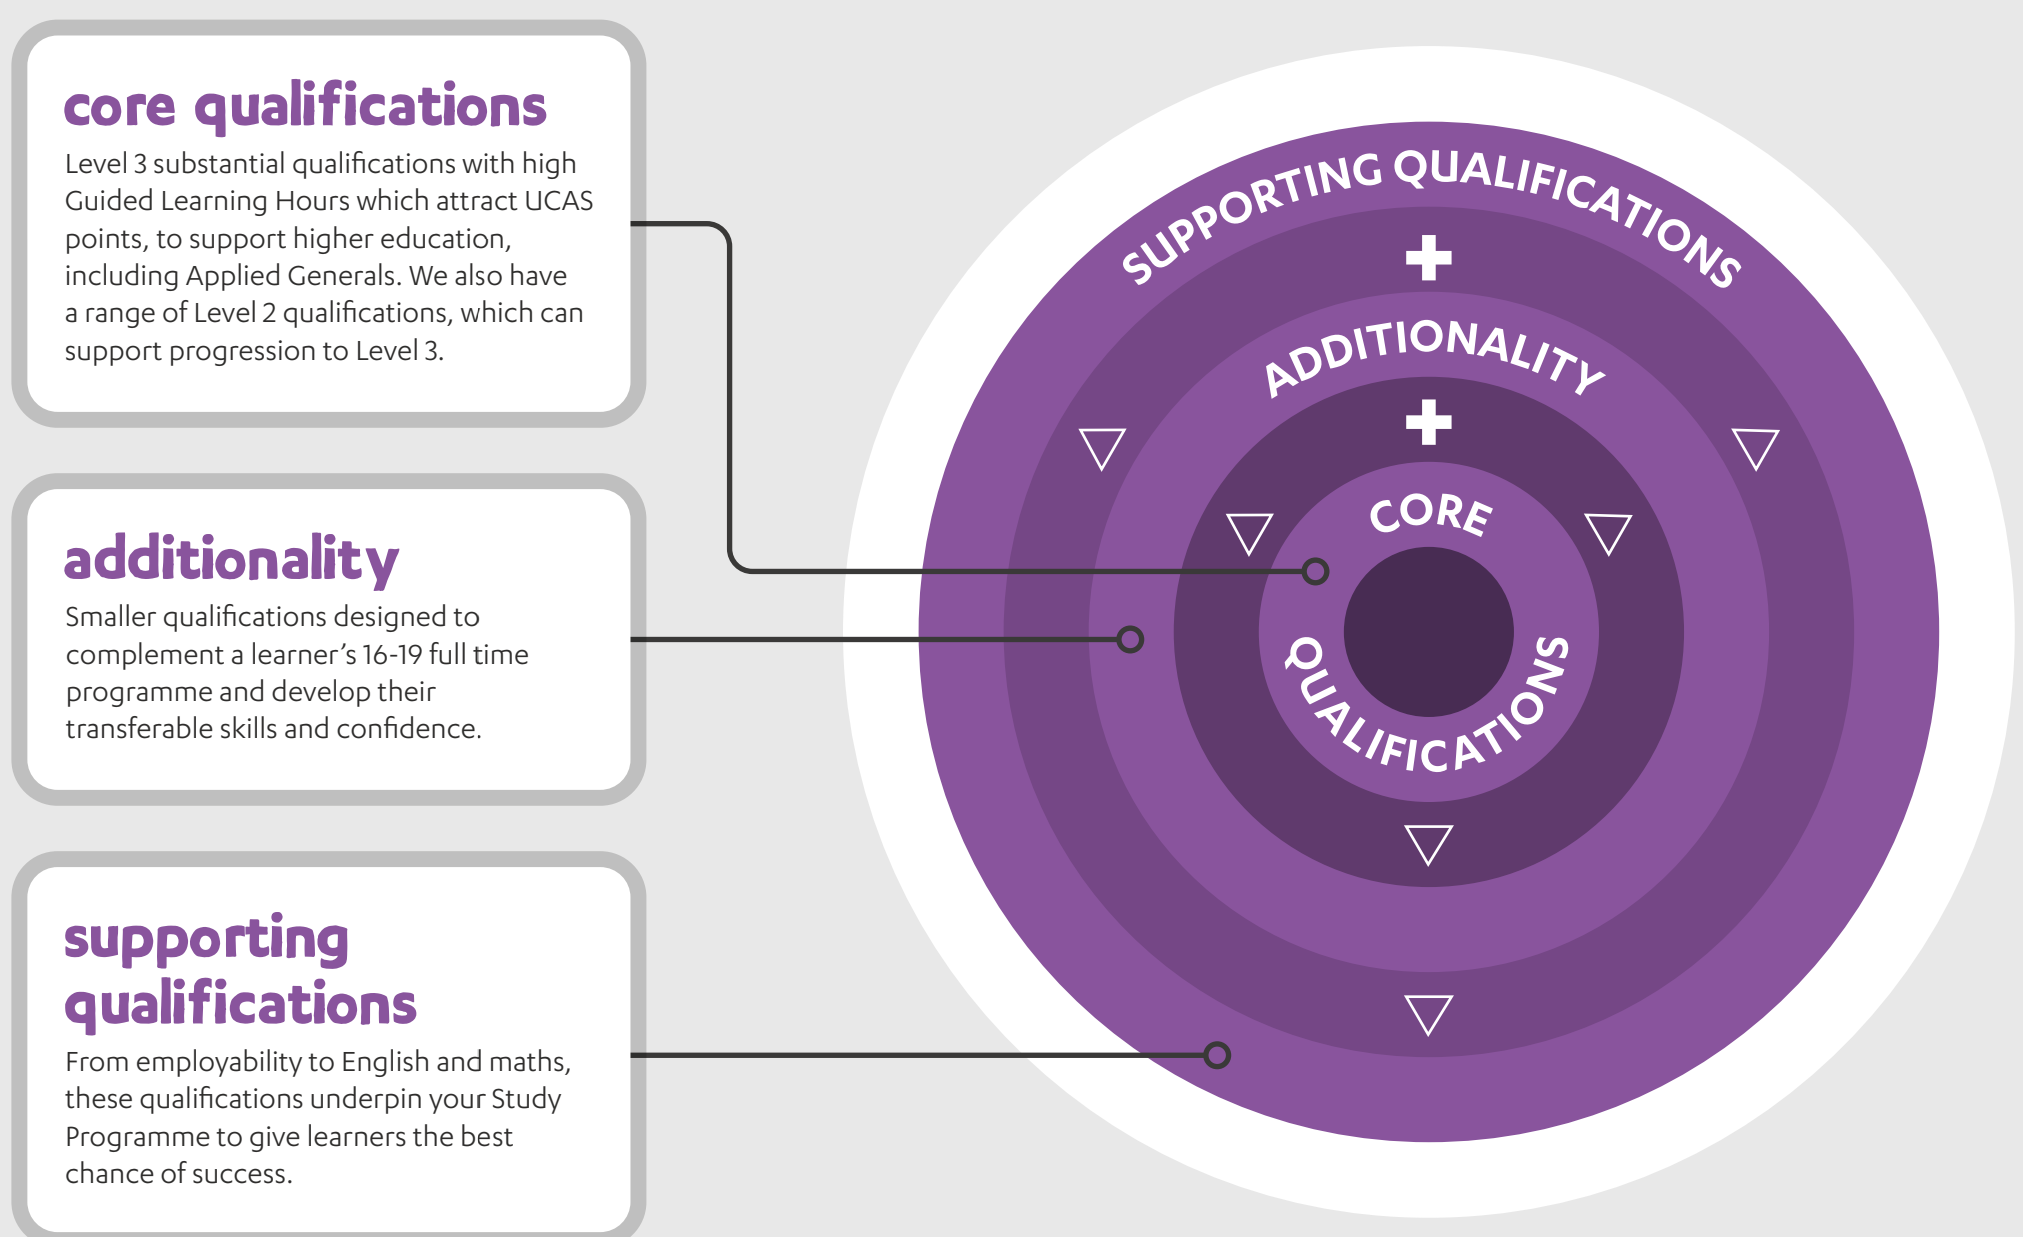 core qualifications
Level 3 substantial qualifications with high
Guided Learning Hours which attract UCAS
points, to support higher education,
including Applied Generals. We also have
a range of Level 2 qualifications, which can
support progression to Level 3.
additionality
Smaller qualifications designed to
complement a learner’s 16-19 full time
programme and develop their
transferable skills and confidence.
supporting
qualifications
From employability to English and maths,
these qualifications underpin your Study
Programme to give learners the best
chance of success.
SUPPORTING QUALIFICATIONS
ADDITIONALITY
CORE
QUALIFICATIONS